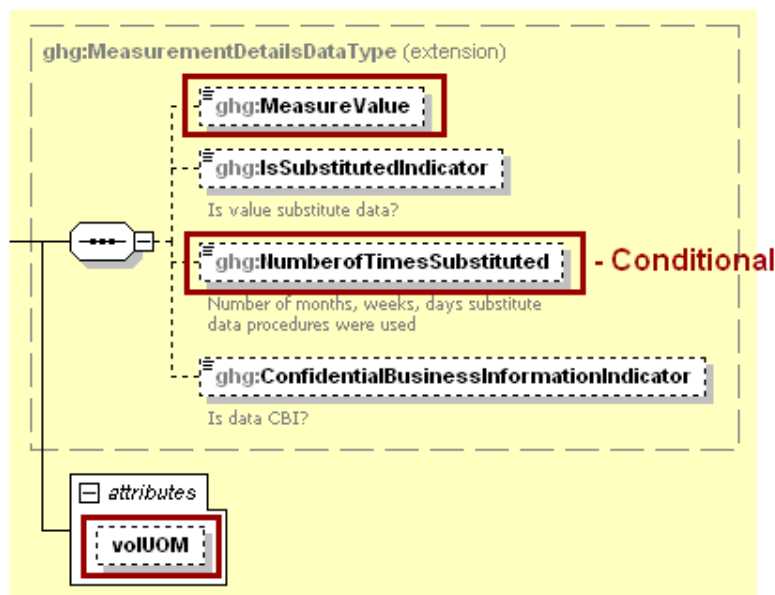 ghg:MeasurementDetailsDataType (extension)
ghg:MeasureValue
ghg:IsSubstitutedIndicator
Is value substitute data?
ghg:NumberofTimesSubstituted
- Conditional
Number of months, weeks, days substitute
data procedures were used
ghg:ConfidentialBusinessInformationIndicator
Is data CBI?
attributes
volUOM